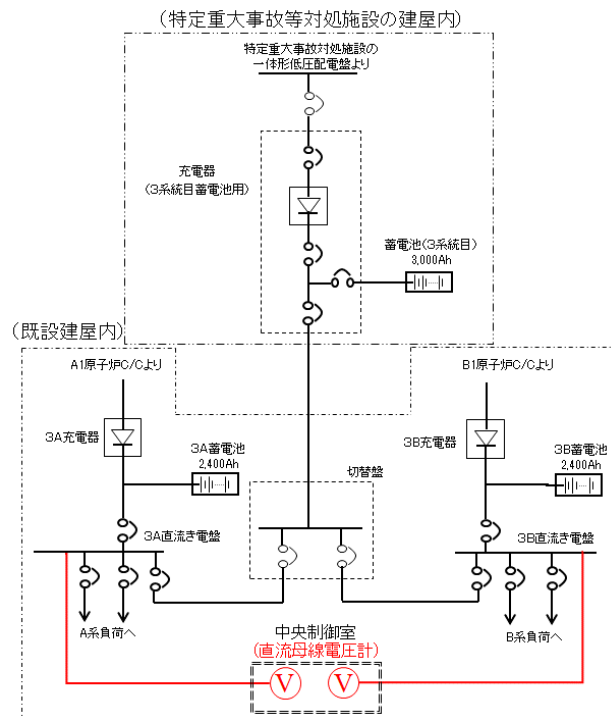 (特定重大事故等対処施設の建屋内)
特定重大事故対処施設の
一体形低圧配電盤より
充電器
(3系統目蓄電池用)
蓄電池(3系統目)
3,000Ah
(既設建屋内)
A1原子炉C/Cより
B1原子炉C/Cより
3A充電器
3A蓄電池
2,400Ah
3B充電器
3B蓄電池
2,400Ah
切替盤
3A直流き電盤
3B直流き電盤
A系負荷へ
B系負荷へ
中央制御室
(直流母線電圧計)
V V